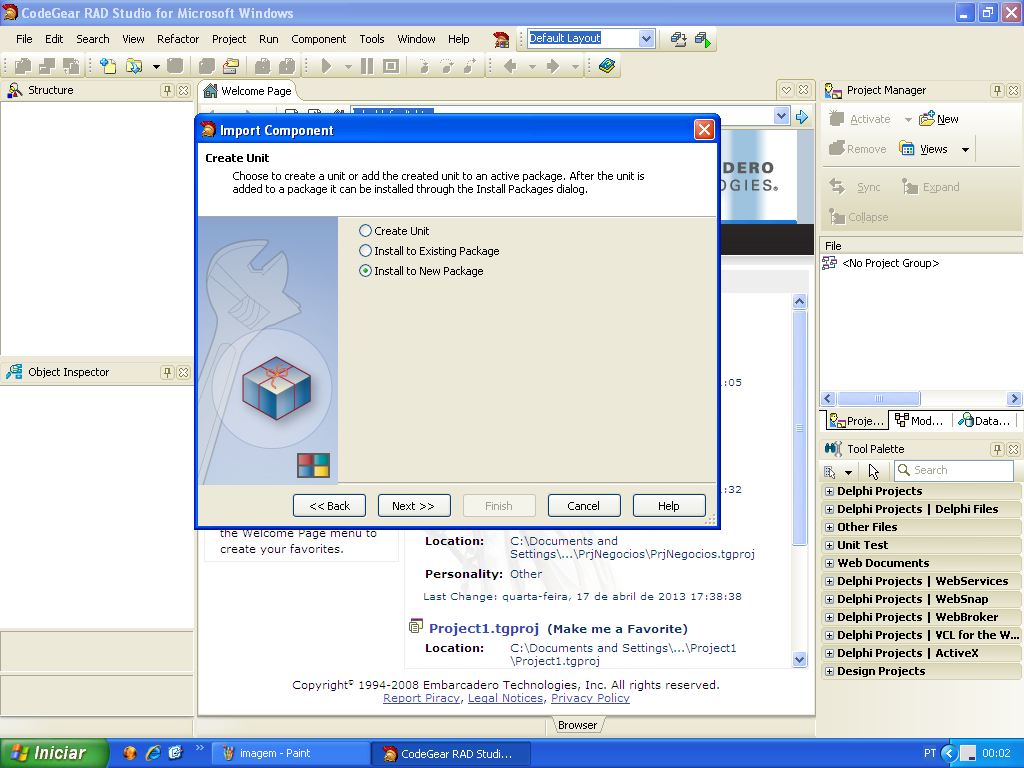 CodeGear RAD Studio for Microsoft Windows
File Edit Search View Refactor Project Run Component Tools Window Help
Default Layout
Structure
Welcome Page
Project Manager
Activate New
Remove Views
Sync Expand
Collapse
File
<No Project Group>
Import Component
Create Unit
Choose to create a unit or add the created unit to an active package. After the unit is
added to a package it can be installed through the Install Packages dialog.
Create Unit
Install to Existing Package
Install to New Package
<< Back Next >> Finish Cancel Help
DERO
OGIES.
:05
:32
Object Inspector
Proje... Mod... Data...
Tool Palette
Search
Delphi Projects
Delphi Projects | Delphi Files
Other Files
Unit Test
Web Documents
Delphi Projects | WebServices
Delphi Projects | WebSnap
Delphi Projects | WebBroker
Delphi Projects | VCL for the W...
Delphi Projects | ActiveX
Design Projects
the Welcome Page menu to
create your favorites.
Location: C:\Documents and
Settings\...\PrjNegocios\PrjNegocios.tgproj
Personality: Other
Last Change: quarta-feira, 17 de abril de 2013 17:38:38
Project1.tgproj (Make me a Favorite)
Location: C:\Documents and Settings\...\Project1
\Project1.tgproj
Copyright© 1994-2008 Embarcadero Technologies, Inc. All rights reserved.
Report Piracy, Legal Notices, Privacy Policy
Browser
Iniciar
imagem - Paint
CodeGear RAD Studi...
PT
00:02